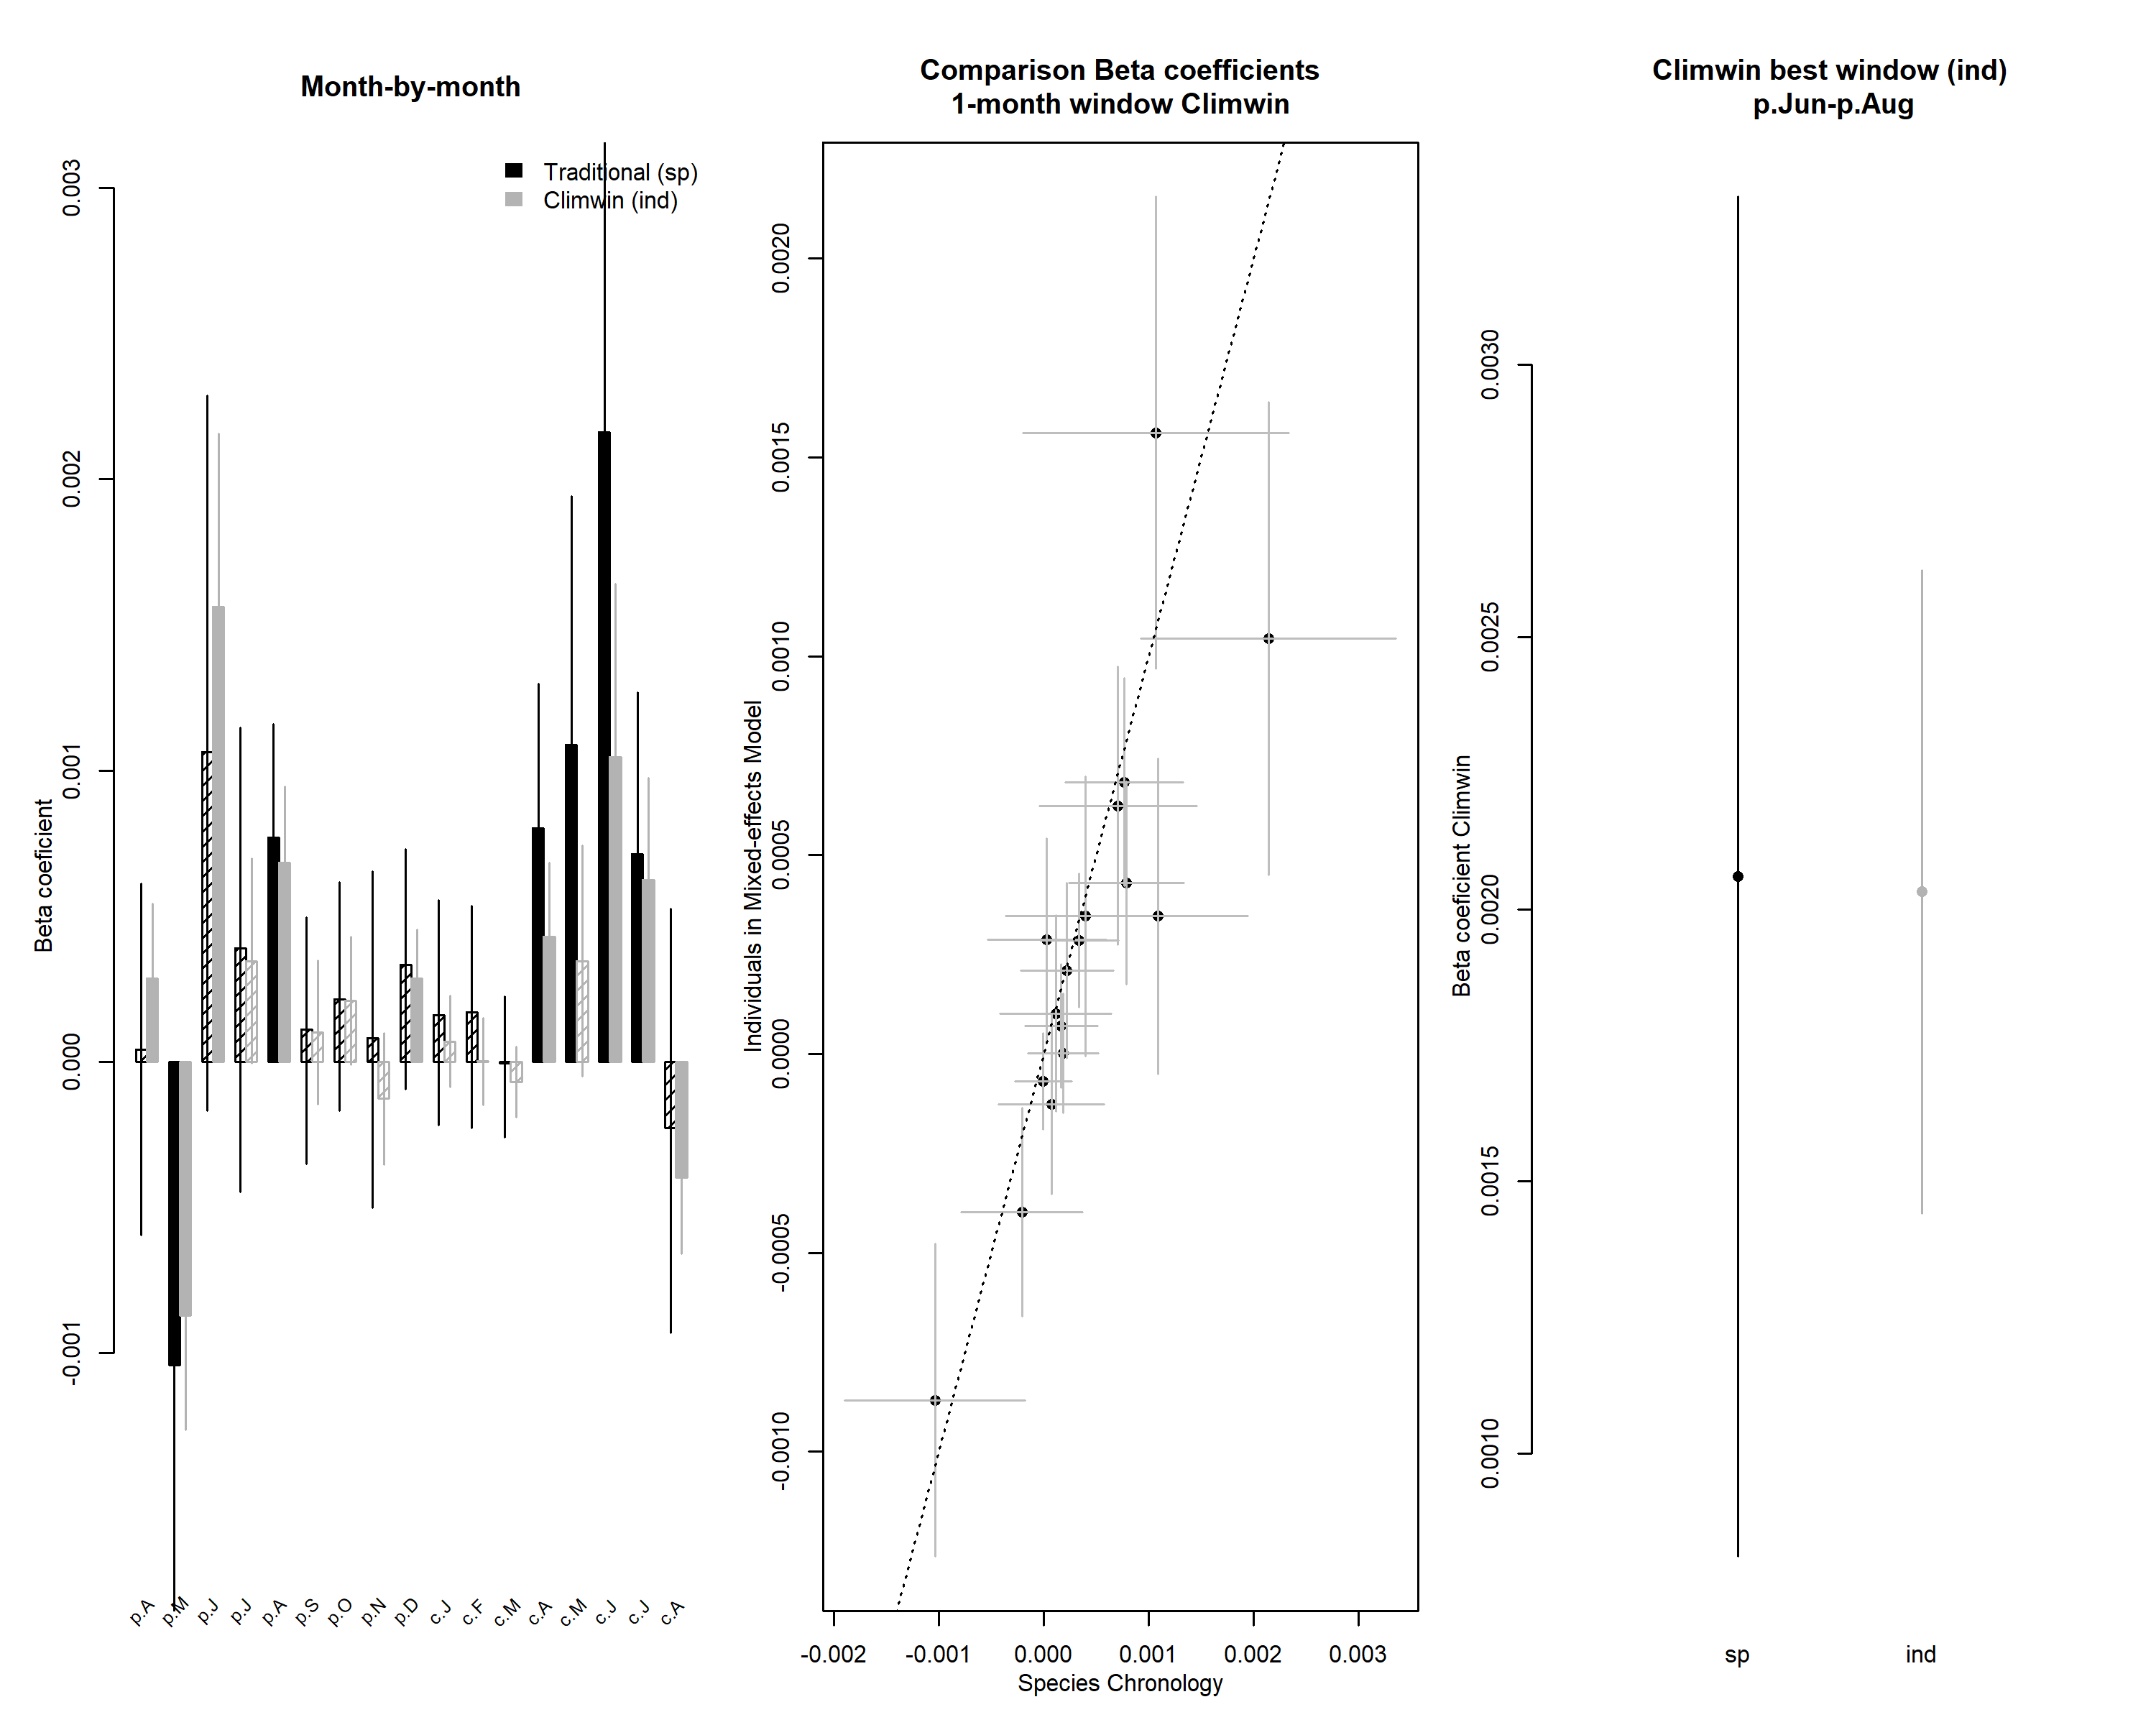 Month-by-month
Traditional (sp)
Climwin (ind)
Beta coeficient
0.003
0.002
0.001
0.000
-0.001
p.A
p.M
p.J
p.J
p.A
p.S
p.O
p.N
p.D
c.J
c.F
c.M
c.A
c.M
c.J
c.J
c.A
Comparison Beta coefficients
1-month window Climwin
Individuals in Mixed-effects Model
0.0020
0.0015
0.0010
0.0005
0.0000
-0.0005
-0.0010
-0.002
-0.001
0.000
0.001
0.002
0.003
Species Chronology
Climwin best window (ind)
p.Jun-p.Aug
Beta coeficient Climwin
0.0030
0.0025
0.0020
0.0015
0.0010
sp
ind